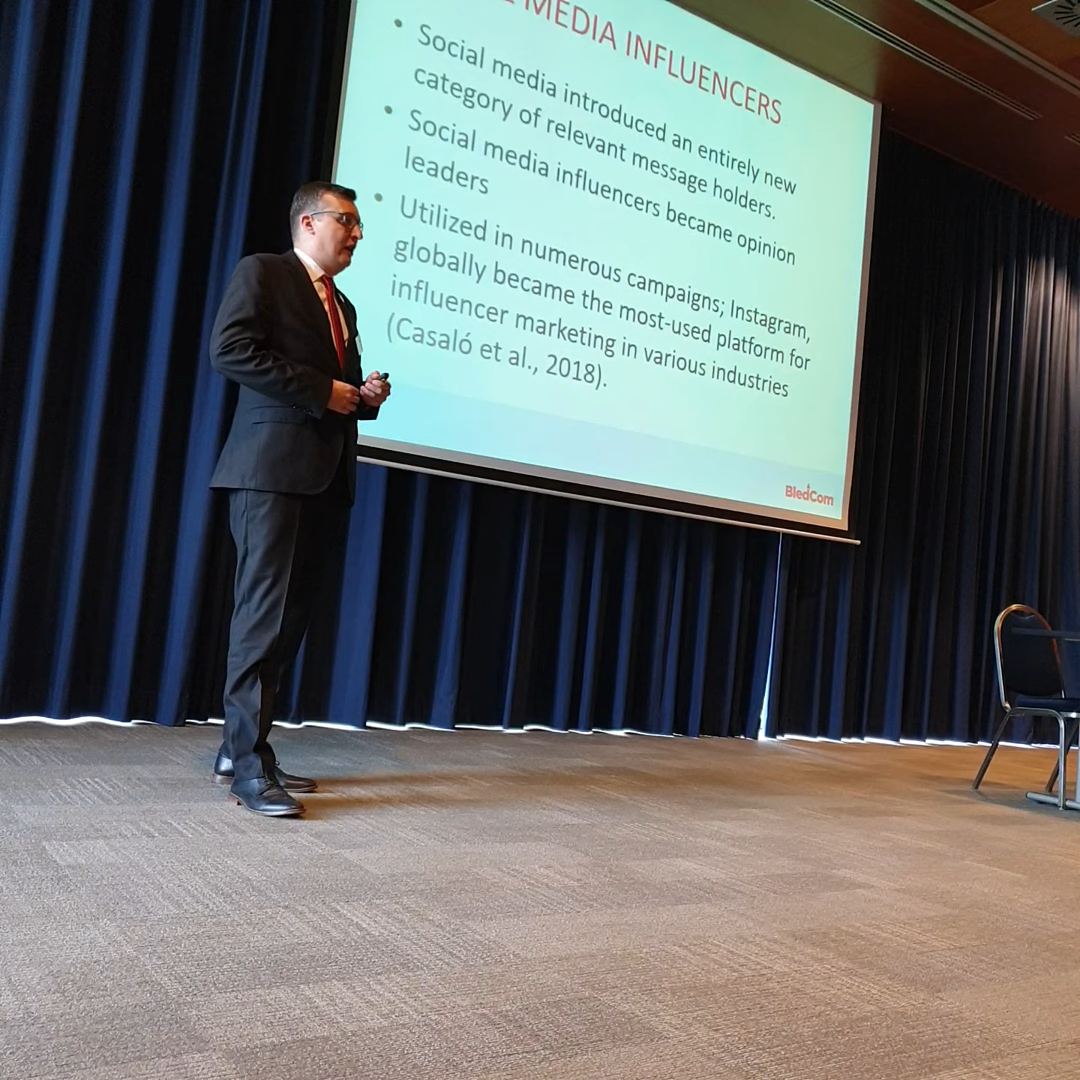 MEDIA INFLUENCERS
• Social media introduced an entirely new
category of relevant message holders.
• Social media influencers became opinion
leaders
• Utilized in numerous campaigns; Instagram,
globally became the most-used platform for
influencer marketing in various industries
(Casaló et al., 2018).
BledCom